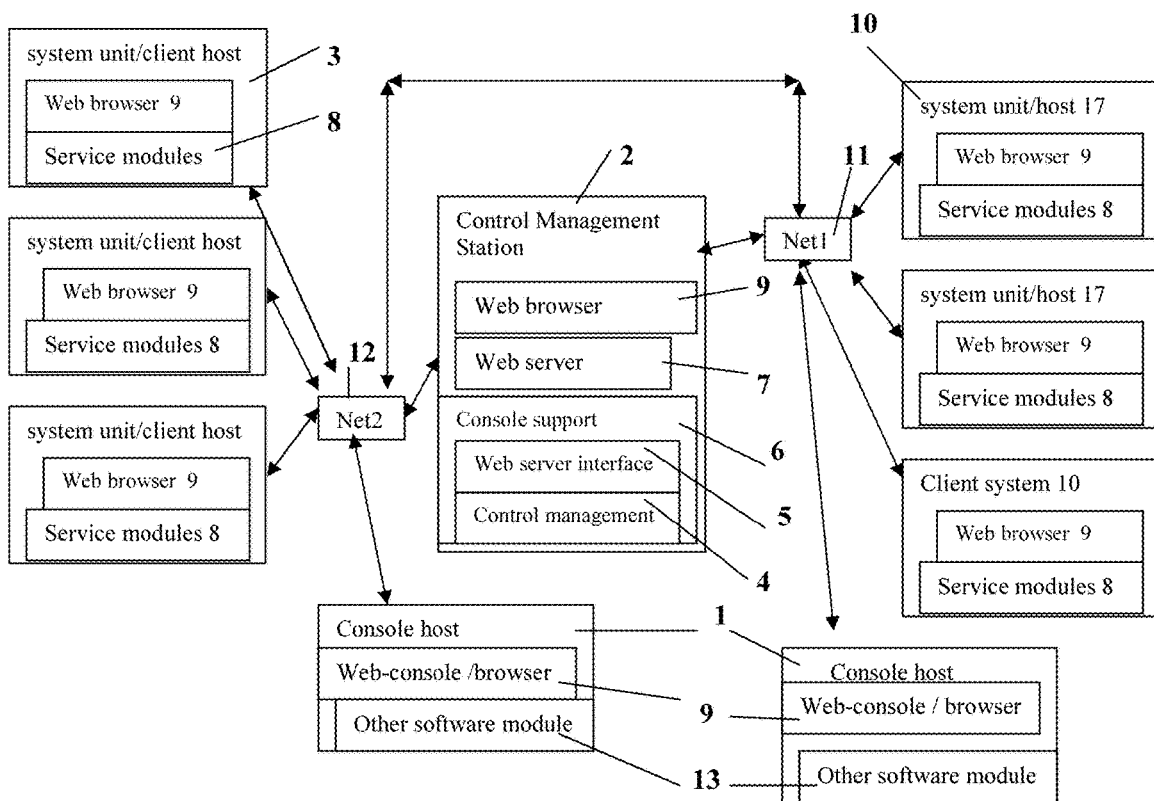 system unit/client host
3
Web browser 9
8
Service modules
system unit/client host
Web browser 9
Service modules 8
system unit/client host
Web browser 9
Service modules 8
12
Net2
2
Control Management
Station
Web browser
9
Web server
7
Console support
6
Web server interface
5
Control management
4
11
Net1
10
system unit/host 17
Web browser 9
Service modules 8
system unit/host 17
Web browser 9
Service modules 8
Client system 10
Web browser 9
Service modules 8
Console host
1
Web-console /browser
9
Other software module
13
Console host
Web-console / browser
Other software module